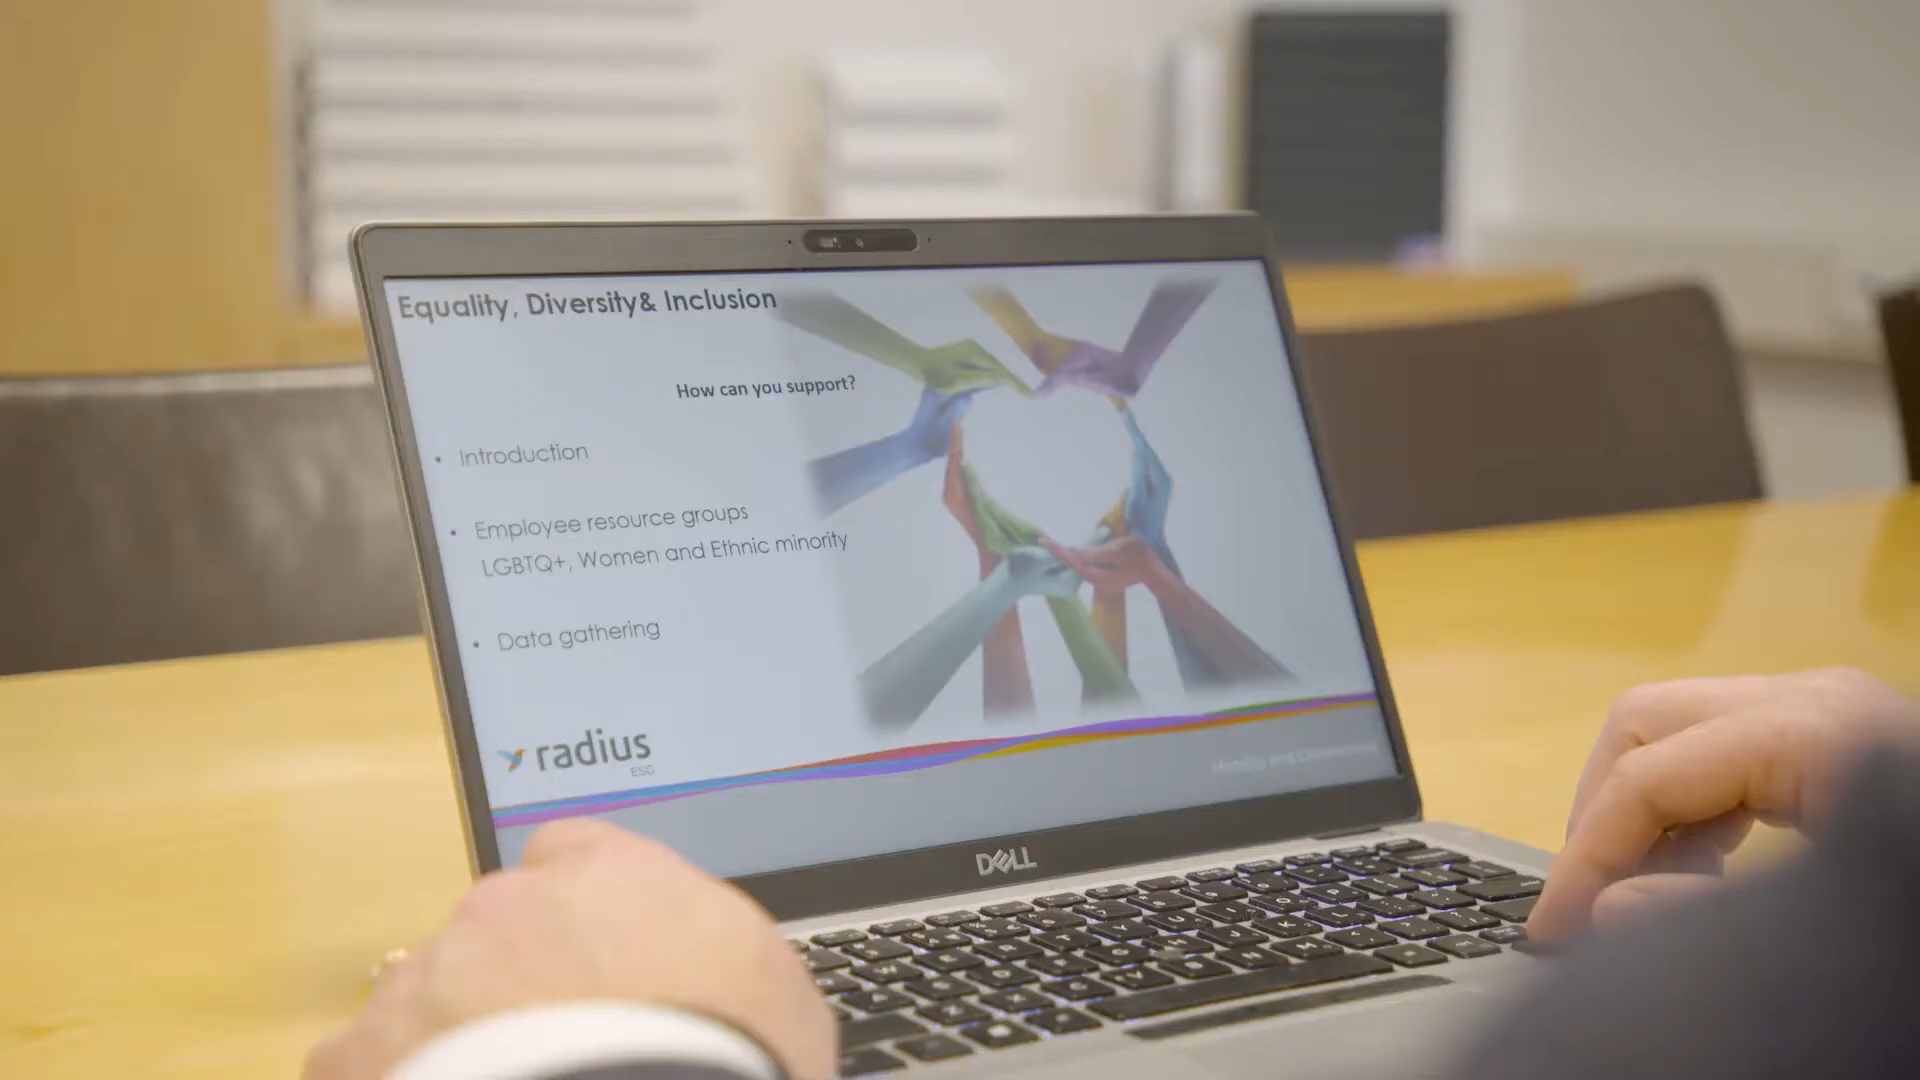 Equality, Diversity& Inclusion
How can you support?
• Introduction
• Employee resource groups
LGBTQ+, Women and Ethnic minority
• Data gathering
radius
ESG
DELL